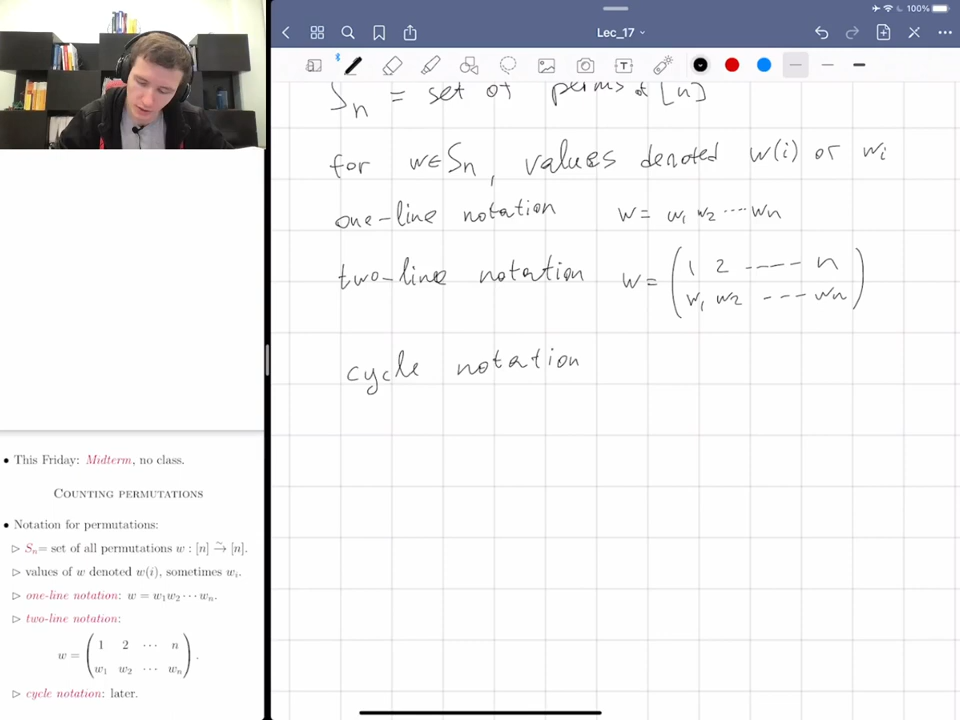 100%
Lec_17
S_n = set of perms of [n]
for w∈S_n, values denoted w(i) or w_i
one-line notation w = w_1 w_2 ···· w_n
two-line notation w = ( 1 2 ----- n
w_1 w_2 --- w_n )
cycle notation
• This Friday: Midterm, no class.
COUNTING PERMUTATIONS
• Notation for permutations:
▷ S_n= set of all permutations w : [n] →~ [n].
▷ values of w denoted w(i), sometimes w_i.
▷ one-line notation: w = w_1w_2 ··· w_n.
▷ two-line notation:
w = ( 1 2 ··· n
w_1 w_2 ··· w_n ) .
▷ cycle notation: later.